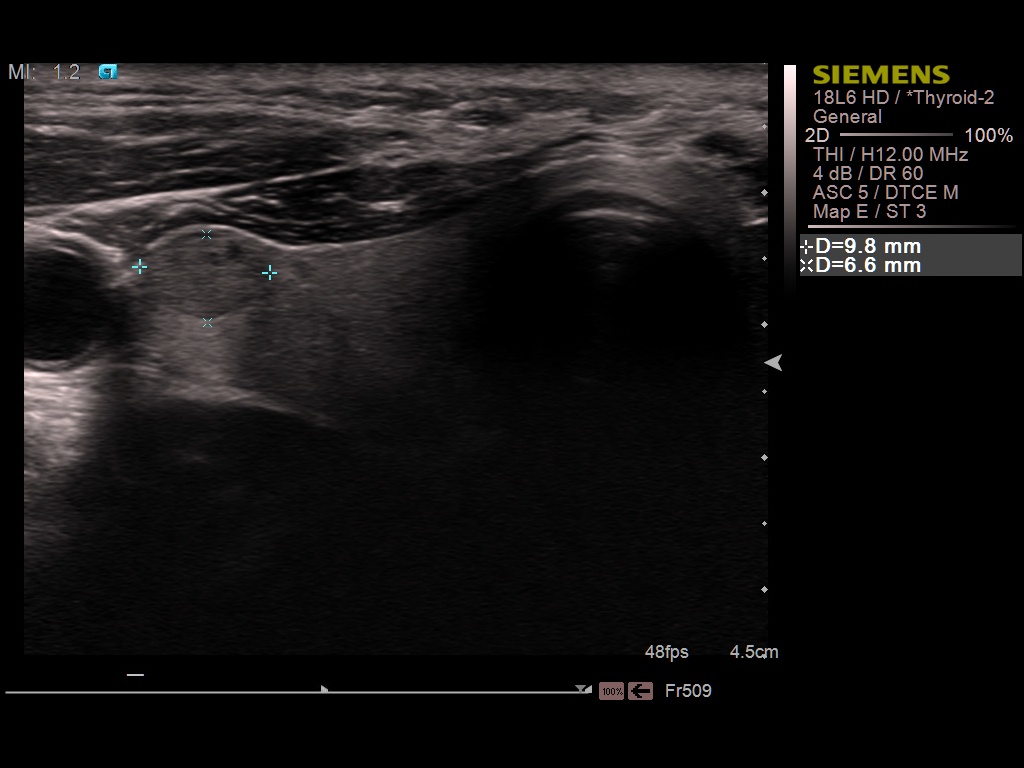 MI: 1.2
SIEMENS
18L6 HD / *Thyroid-2
General
2D 100%
THI / H12.00 MHz
4 dB / DR 60
ASC 5 / DTCE M
Map E / ST 3
D=9.8 mm
D=6.6 mm
48fps 4.5cm
100% Fr509